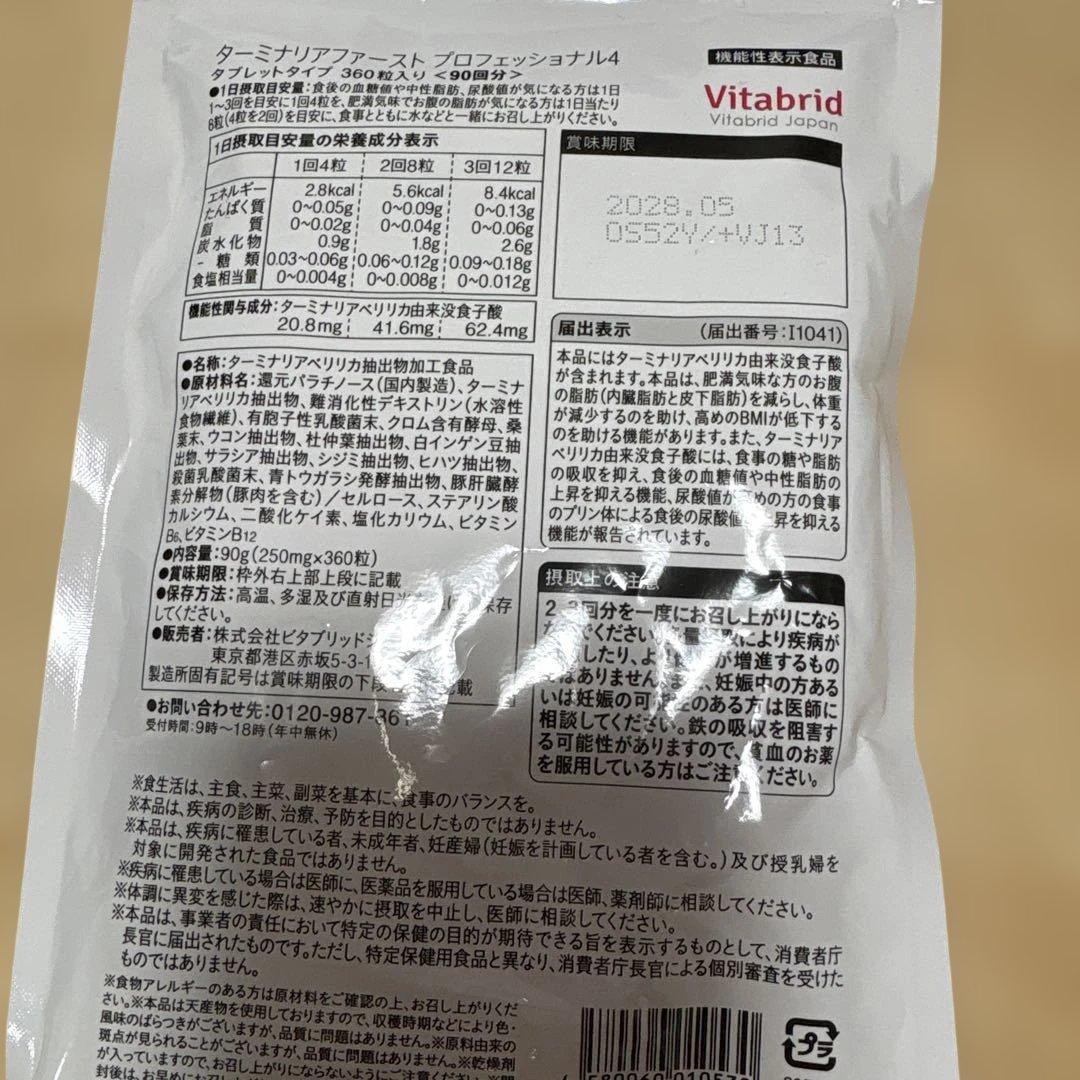 ターミナリアファースト プロフェッショナル4
タブレットタイプ 360粒入り <90回分>
機能性表示食品
Vitabrid
Vitabrid Japan
●1日摂取目安量:食後の血糖値や中性脂肪、尿酸値が気になる方は1日
1~3回を目安に1回4粒を、肥満気味でお腹の脂肪が気になる方は1日当たり
8粒(4粒を2回)を目安に、食事とともに水などと一緒にお召し上がりください。
1日摂取目安量の栄養成分表示
1回4粒 2回8粒 3回12粒
エネルギー 2.8kcal 5.6kcal 8.4kcal
たんぱく質 0~0.05g 0~0.09g 0~0.13g
脂質 0~0.02g 0~0.04g 0~0.06g
炭水化物 0.9g 1.8g 2.6g
- 糖類 0.03~0.06g 0.06~0.12g 0.09~0.18g
食塩相当量 0~0.004g 0~0.008g 0~0.012g
機能性関与成分:ターミナリアベリリカ由来没食子酸
20.8mg 41.6mg 62.4mg
賞味期限
2028.05
0S52Y/+VJ13
●名称:ターミナリアベリリカ抽出物加工食品
●原材料名:還元パラチノース(国内製造)、ターミナ
リアベリリカ抽出物、難消化性デキストリン(水溶性
食物繊維)、有胞子性乳酸菌末、クロム含有酵母、桑
葉末、ウコン抽出物、杜仲葉抽出物、白インゲン豆抽
出物、サラシア抽出物、シジミ抽出物、ヒハツ抽出物、
殺菌乳酸菌末、青トウガラシ発酵抽出物、豚肝臓酵
素分解物(豚肉を含む)/セルロース、ステアリン酸
カルシウム、二酸化ケイ素、塩化カリウム、ビタミン
B6、ビタミンB12
●内容量:90g(250mg×360粒)
●賞味期限:枠外右上部上段に記載
●保存方法:高温、多湿及び直射日光 保存
してください。
●販売者:株式会社ビタブリッド
東京都港区赤坂5-3-1
製造所固有記号は賞味期限の下段 記載
●お問い合わせ先:0120-987-361
受付時間:9時~18時(年中無休)
届出表示 (届出番号:I1041)
本品にはターミナリアベリリカ由来没食子酸
が含まれます。本品は、肥満気味な方のお腹
の脂肪(内臓脂肪と皮下脂肪)を減らし、体重
が減少するのを助け、高めのBMIが低下する
のを助ける機能があります。また、ターミナリア
ベリリカ由来没食子酸には、食事の糖や脂肪
の吸収を抑え、食後の血糖値や中性脂肪の
上昇を抑える機能、尿酸値が高めの方の食事
のプリン体による食後の尿酸値の上昇を抑える
機能が報告されています。
摂取上の注意
2、3回分を一度にお召し上がりになら
ないでください。多量摂取により疾病が
したり、より が増進するもの
ではありません。また、妊娠中の方ある
いは妊娠の可能性のある方は医師に
相談してください。鉄の吸収を阻害す
る可能性がありますので、貧血のお薬
を服用している方はご注意ください。
※食生活は、主食、主菜、副菜を基本に、食事のバランスを。
※本品は、疾病の診断、治療、予防を目的としたものではありません。
※本品は、疾病に罹患している者、未成年者、妊産婦(妊娠を計画している者を含む。)及び授乳婦を
対象に開発された食品ではありません。
※疾病に罹患している場合は医師に、医薬品を服用している場合は医師、薬剤師に相談してください。
※体調に異変を感じた際は、速やかに摂取を中止し、医師に相談してください。
※本品は、事業者の責任において特定の保健の目的が期待できる旨を表示するものとして、消費者庁
長官に届出されたものです。ただし、特定保健用食品と異なり、消費者庁長官による個別審査を受けた
ものではありません。
※食物アレルギーのある方は原材料をご確認の上、お召し上がりくだ
さい。※本品は天産物を使用しておりますので、収穫時期などにより色・
風味のばらつきがございますが、品質に問題はありません。※原料由来の
斑点が見られることがございますが、品質に問題はありません。※乾燥剤
が入っていますので、お召し上がりにならないようにご注意ください。※開
封後は、お早めにお召し上がり
プラ